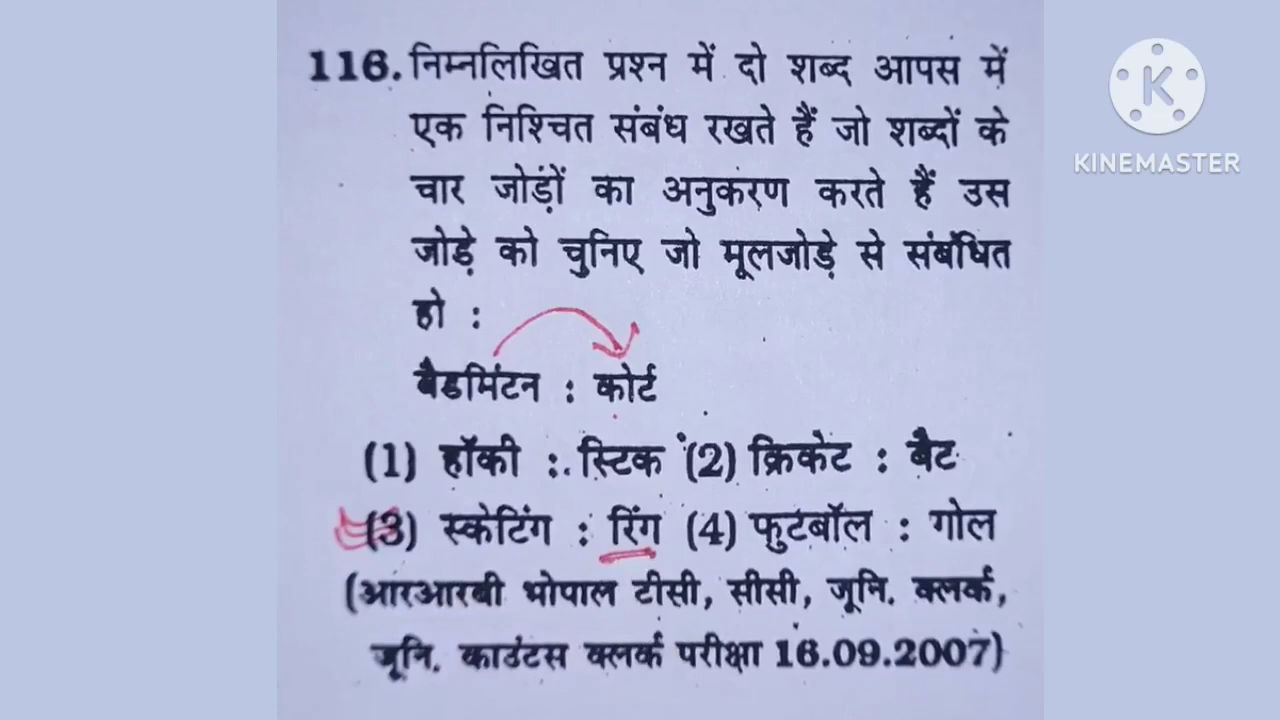 116. निम्नलिखित प्रश्न में दो शब्द आपस में
एक निश्चित संबंध रखते हैं जो शब्दों के
चार जोड़ों का अनुकरण करते हैं उस
जोड़े को चुनिए जो मूलजोड़े से संबंधित
हो :
बैडमिंटन : कोर्ट
(1) हॉकी : स्टिक (2) क्रिकेट : बैट
(3) स्केटिंग : रिंग (4) फुटबॉल : गोल
(आरआरबी भोपाल टीसी, सीसी, जूनि. क्लर्क,
जूनि. काउंटस क्लर्क परीक्षा 16.09.2007)
K
KINEMASTER